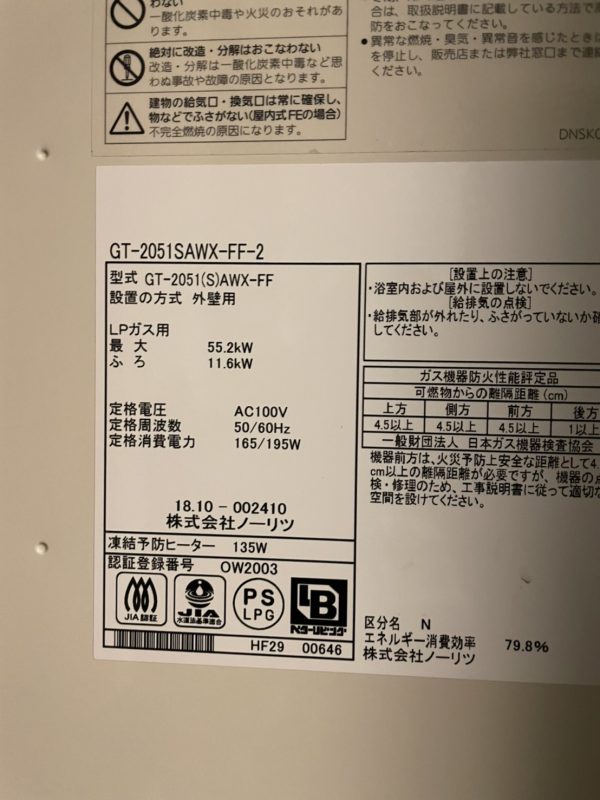 わない
一酸化炭素中毒や火災のおそれがあ
ります。
絶対に改造・分解はおこなわない
改造・分解は一酸化炭素中毒など思
わぬ事故や故障の原因となります。
建物の給気口・換気口は常に確保し、
物などでふさがない(屋内式FEの場合)
不完全燃焼の原因になります。
合は、取扱説明書に記載している方法で
防をおこなってください。
●異常な燃焼・臭気・異常音を感じたときは
を停止し、販売店または弊社窓口まで連絡
ください。
DNSK
GT-2051SAWX-FF-2
型式 GT-2051(S)AWX-FF
設置の方式 外壁用
LPガス用
最 大 55.2kW
ふ ろ 11.6kW
定格電圧 AC100V
定格周波数 50/60Hz
定格消費電力 165/195W
18.10 - 002410
株式会社ノーリツ
凍結予防ヒーター 135W
認証登録番号 OW2003
JIA認証
JIA
水道法基準適合
PS
LPG
LB
ベターリビング
HF29 00646
[設置上の注意]
・浴室内および屋外に設置しないでください。
[給排気の点検]
・給排気部が外れたり、ふさがっていないか確
してください。
ガス機器防火性能評定品
可燃物からの離隔距離(cm)
上方 側方 前方 後方
4.5以上 4.5以上 4.5以上 1以上
一般財団法人 日本ガス機器検査協会
機器前方は、火災予防上安全な距離として4.
cm以上の離隔距離が必要ですが、機器の点
検・修理のため、工事説明書に従って適切な
空間を設けてください。
区分名 N
エネルギー消費効率 79.8%
株式会社ノーリツ